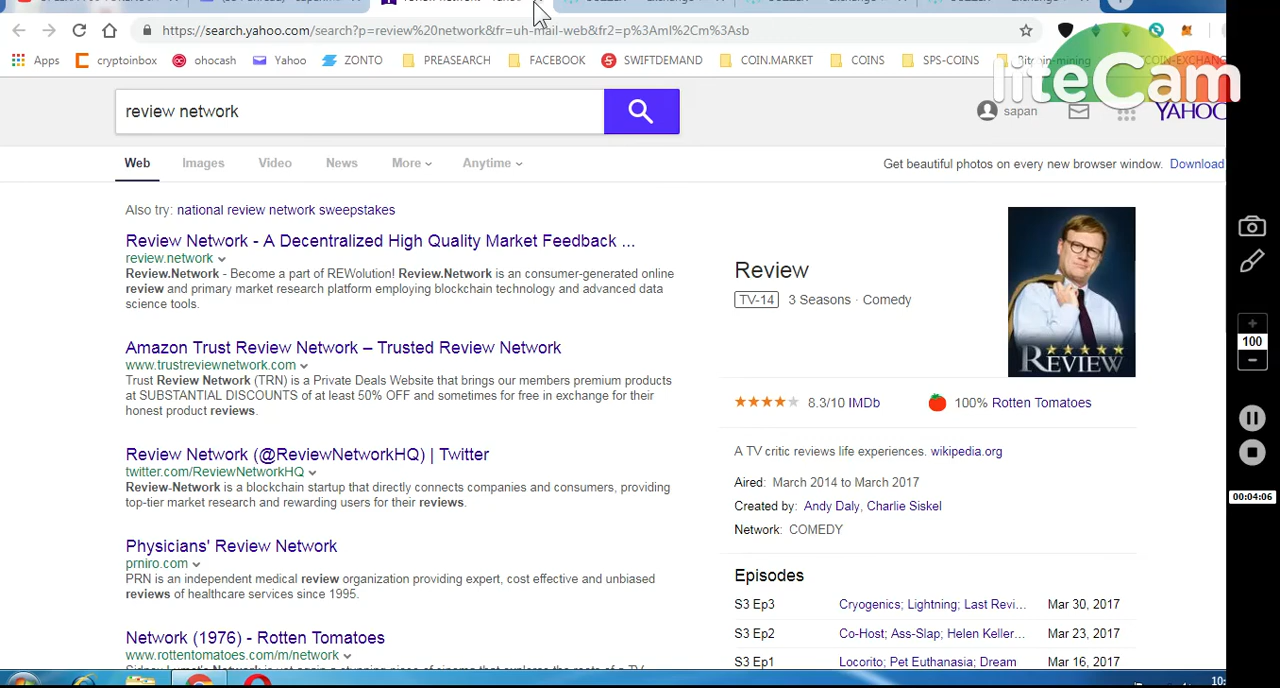 https://search.yahoo.com/search?p=review%20network&fr=uh-mail-web&fr2=p%3Aml%2Cm%3Asb
Apps
cryptoinbox
ohocash
Yahoo
ZONTO
PREASEARCH
FACEBOOK
SWIFTDEMAND
COIN.MARKET
COINS
SPS-COINS
liteCam
review network
sapan
YAHOO
Web
Images
Video
News
More
Anytime
Get beautiful photos on every new browser window. Download
Also try: national review network sweepstakes
Review Network - A Decentralized High Quality Market Feedback ...
review.network
Review.Network - Become a part of REWolution! Review.Network is an consumer-generated online
review and primary market research platform employing blockchain technology and advanced data
science tools.
Amazon Trust Review Network – Trusted Review Network
www.trustreviewnetwork.com
Trust Review Network (TRN) is a Private Deals Website that brings our members premium products
at SUBSTANTIAL DISCOUNTS of at least 50% OFF and sometimes for free in exchange for their
honest product reviews.
Review Network (@ReviewNetworkHQ) | Twitter
twitter.com/ReviewNetworkHQ
Review-Network is a blockchain startup that directly connects companies and consumers, providing
top-tier market research and rewarding users for their reviews.
Physicians' Review Network
prniro.com
PRN is an independent medical review organization providing expert, cost effective and unbiased
reviews of healthcare services since 1995.
Network (1976) - Rotten Tomatoes
www.rottentomatoes.com/m/network
Review
TV-14 3 Seasons · Comedy
REVIEW
8.3/10 IMDb
100% Rotten Tomatoes
A TV critic reviews life experiences. wikipedia.org
Aired: March 2014 to March 2017
Created by: Andy Daly, Charlie Siskel
Network: COMEDY
Episodes
S3 Ep3 Cryogenics; Lightning; Last Revi... Mar 30, 2017
S3 Ep2 Co-Host; Ass-Slap; Helen Keller... Mar 23, 2017
S3 Ep1 Locorito; Pet Euthanasia; Dream Mar 16, 2017
100
00:04:06